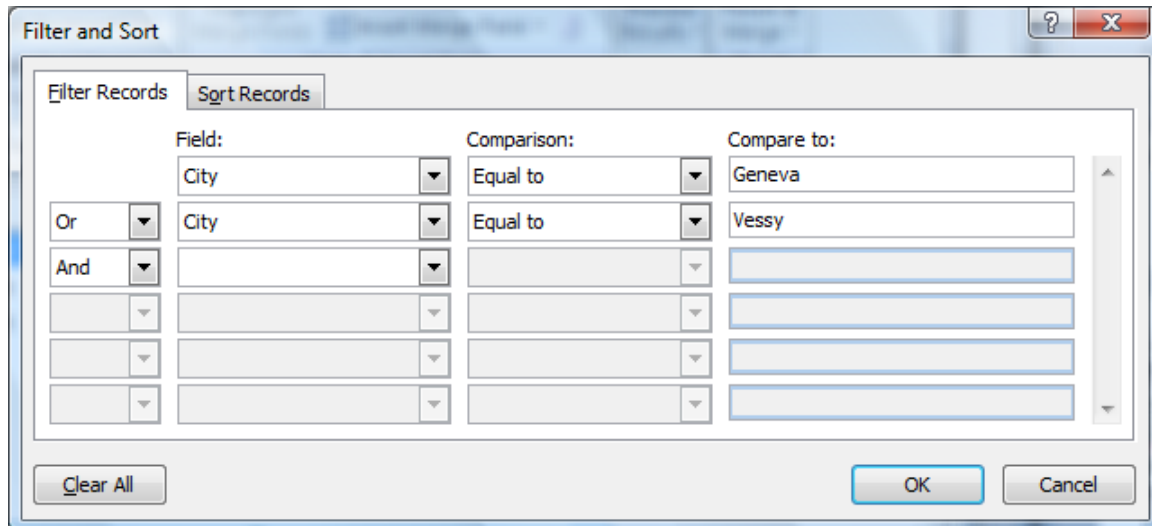 Filter and Sort
Filter Records Sort Records
Field: Comparison: Compare to:
City Equal to Geneva
Or City Equal to Vessy
And
Clear All OK Cancel